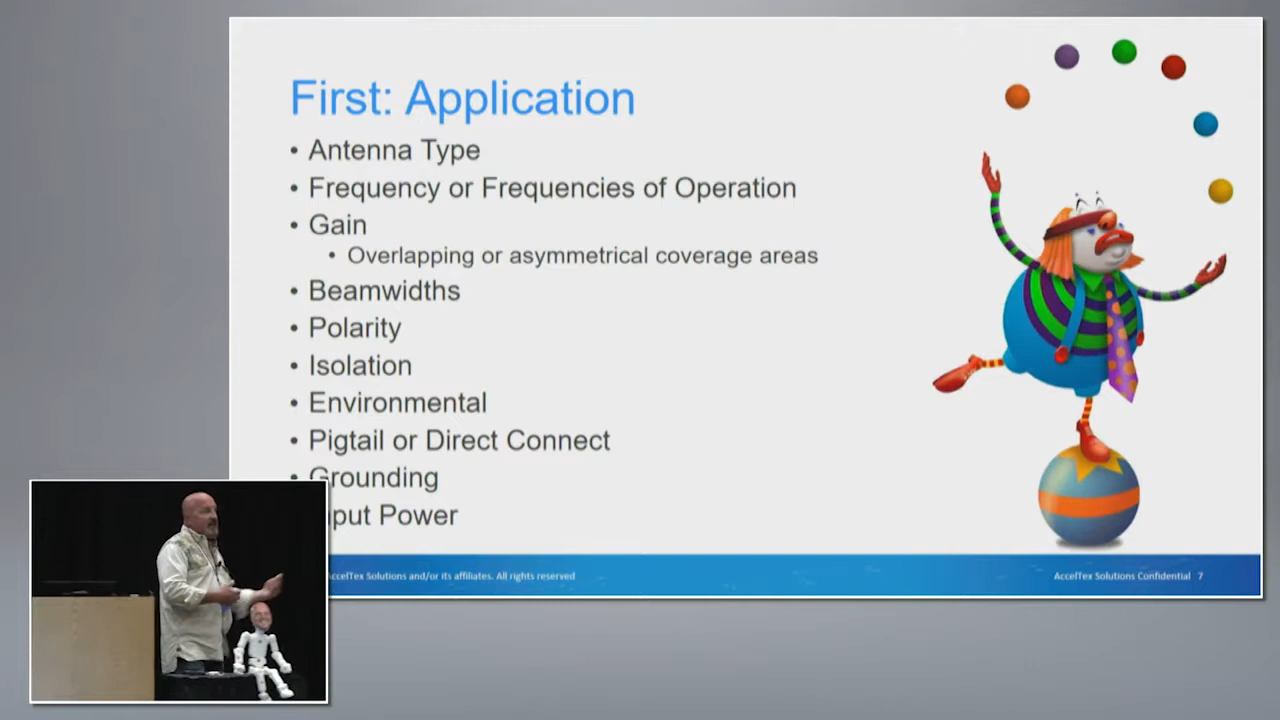 First: Application
• Antenna Type
• Frequency or Frequencies of Operation
• Gain
• Overlapping or asymmetrical coverage areas
• Beamwidths
• Polarity
• Isolation
• Environmental
• Pigtail or Direct Connect
• Grounding
put Power
AccelTex Solutions and/or its affiliates. All rights reserved
AccelTex Solutions Confidential 7